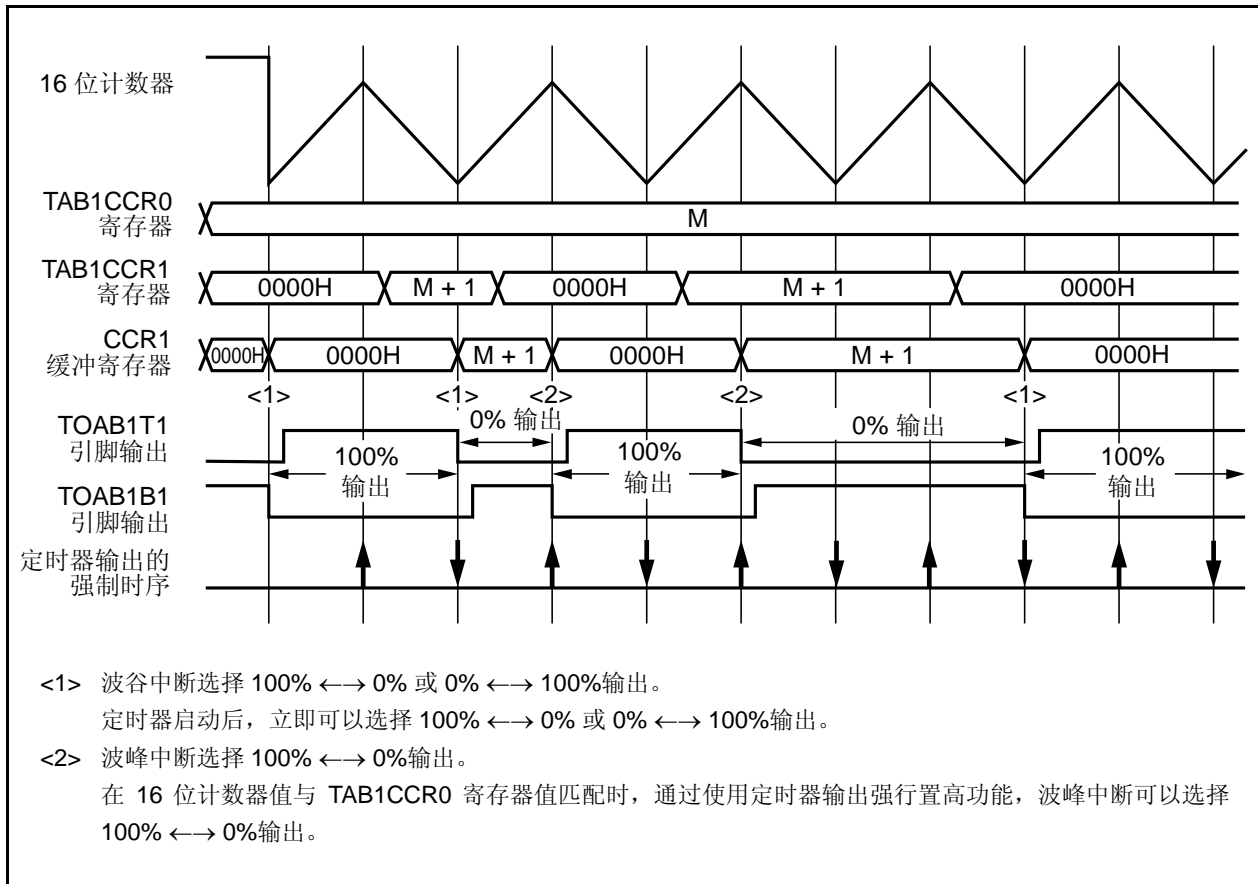 16 位计数器
TAB1CCR0
寄存器
M
TAB1CCR1
寄存器
0000H M + 1 0000H M + 1 0000H
CCR1
缓冲寄存器
0000H 0000H M + 1 0000H M + 1 0000H
<1> <1> <2> <2> <1>
TOAB1T1
引脚输出
0% 输出 0% 输出
100%
输出
100%
输出
100%
输出
TOAB1B1
引脚输出
定时器输出的
强制时序
<1> 波谷中断选择 100% ←→ 0% 或 0% ←→ 100%输出。
定时器启动后，立即可以选择 100% ←→ 0% 或 0% ←→ 100%输出。
<2> 波峰中断选择 100% ←→ 0%输出。
在 16 位计数器值与 TAB1CCR0 寄存器值匹配时，通过使用定时器输出强行置高功能，波峰中断可以选择
100% ←→ 0%输出。